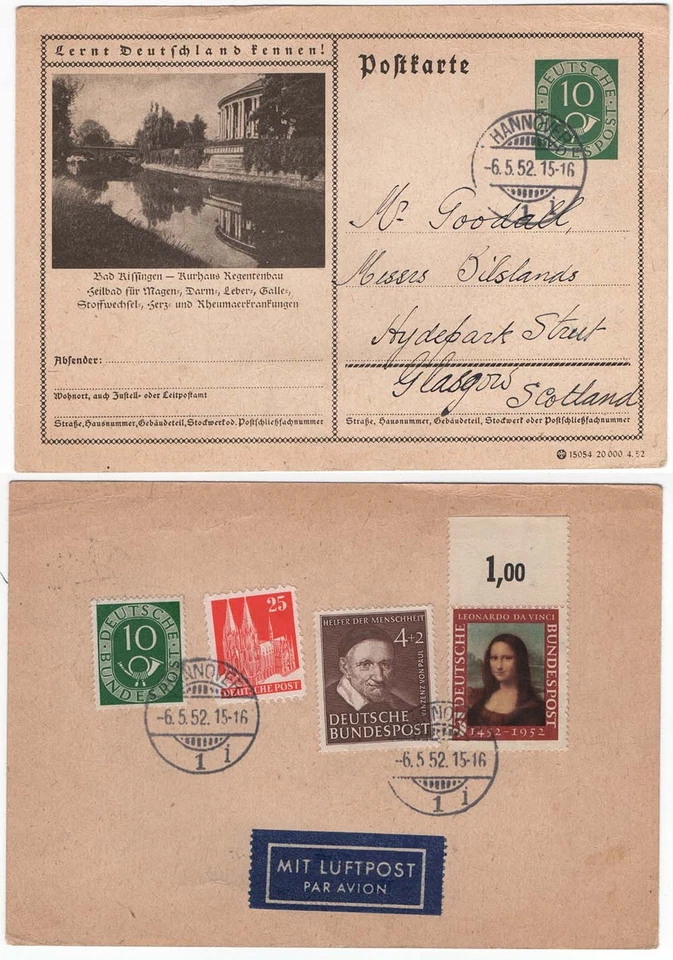 Lernt Deutschland kennen!
Bad Kissingen — Kurhaus Regentenbau
Heilbad für Magen-, Darm-, Leber-, Galle-,
Stoffwechsel-, Herz- und Rheumaerkrankungen
Absender:
Wohnort, auch Zustell- oder Leitpostamt
Straße, Hausnummer, Gebäudeteil, Stockwerk od. Postschließfachnummer
Postkarte
DEUTSCHE
10
BUNDESPOST
HANNOVER
-6.5.52.15-16
1 i
Mr Goodall,
Messrs Bilslands
Hydepark Street
Glasgow
Scotland
Straße, Hausnummer, Gebäudeteil, Stockwerk oder Postschließfachnummer
15054 20 000 4. 52
DEUTSCHE
10
BUNDESPOST
25
DEUTSCHE POST
HELFER DER MENSCHHEIT
4+2
VINZENZ VON PAUL
DEUTSCHE
BUNDESPOST
1,00
LEONARDO DA VINCI
DEUTSCHE
BUNDESPOST
1452-1952
HANNOVER
-6.5.52.15-16
1 i
-6.5.52.15-16
1 i
MIT LUFTPOST
PAR AVION